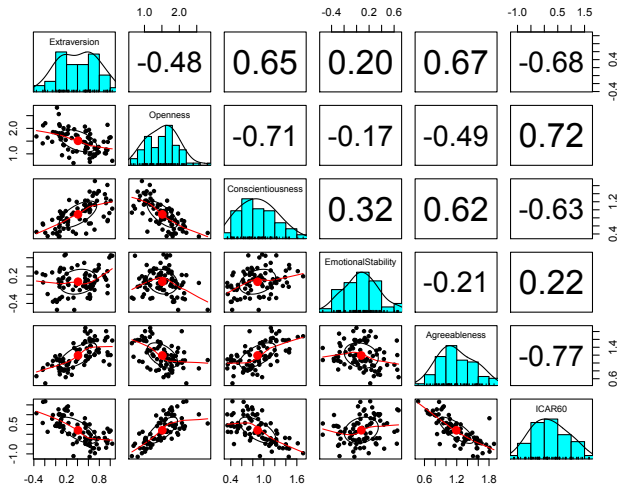 1.0 2.0
-0.4 0.0 0.6
-1.0 0.5
Extraversion
-0.48
0.65
0.20
0.67
-0.68
-0.4 0.8
1.0 2.0
Openness
-0.71
-0.17
-0.49
0.72
Conscientiousness
0.32
0.62
-0.63
0.4 1.2
-0.4 0.2
EmotionalStability
-0.21
0.22
Agreeableness
-0.77
0.6 1.4
-1.0 0.5
ICAR60
-0.4 0.2 0.8
0.4 1.0 1.6
0.6 1.2 1.8